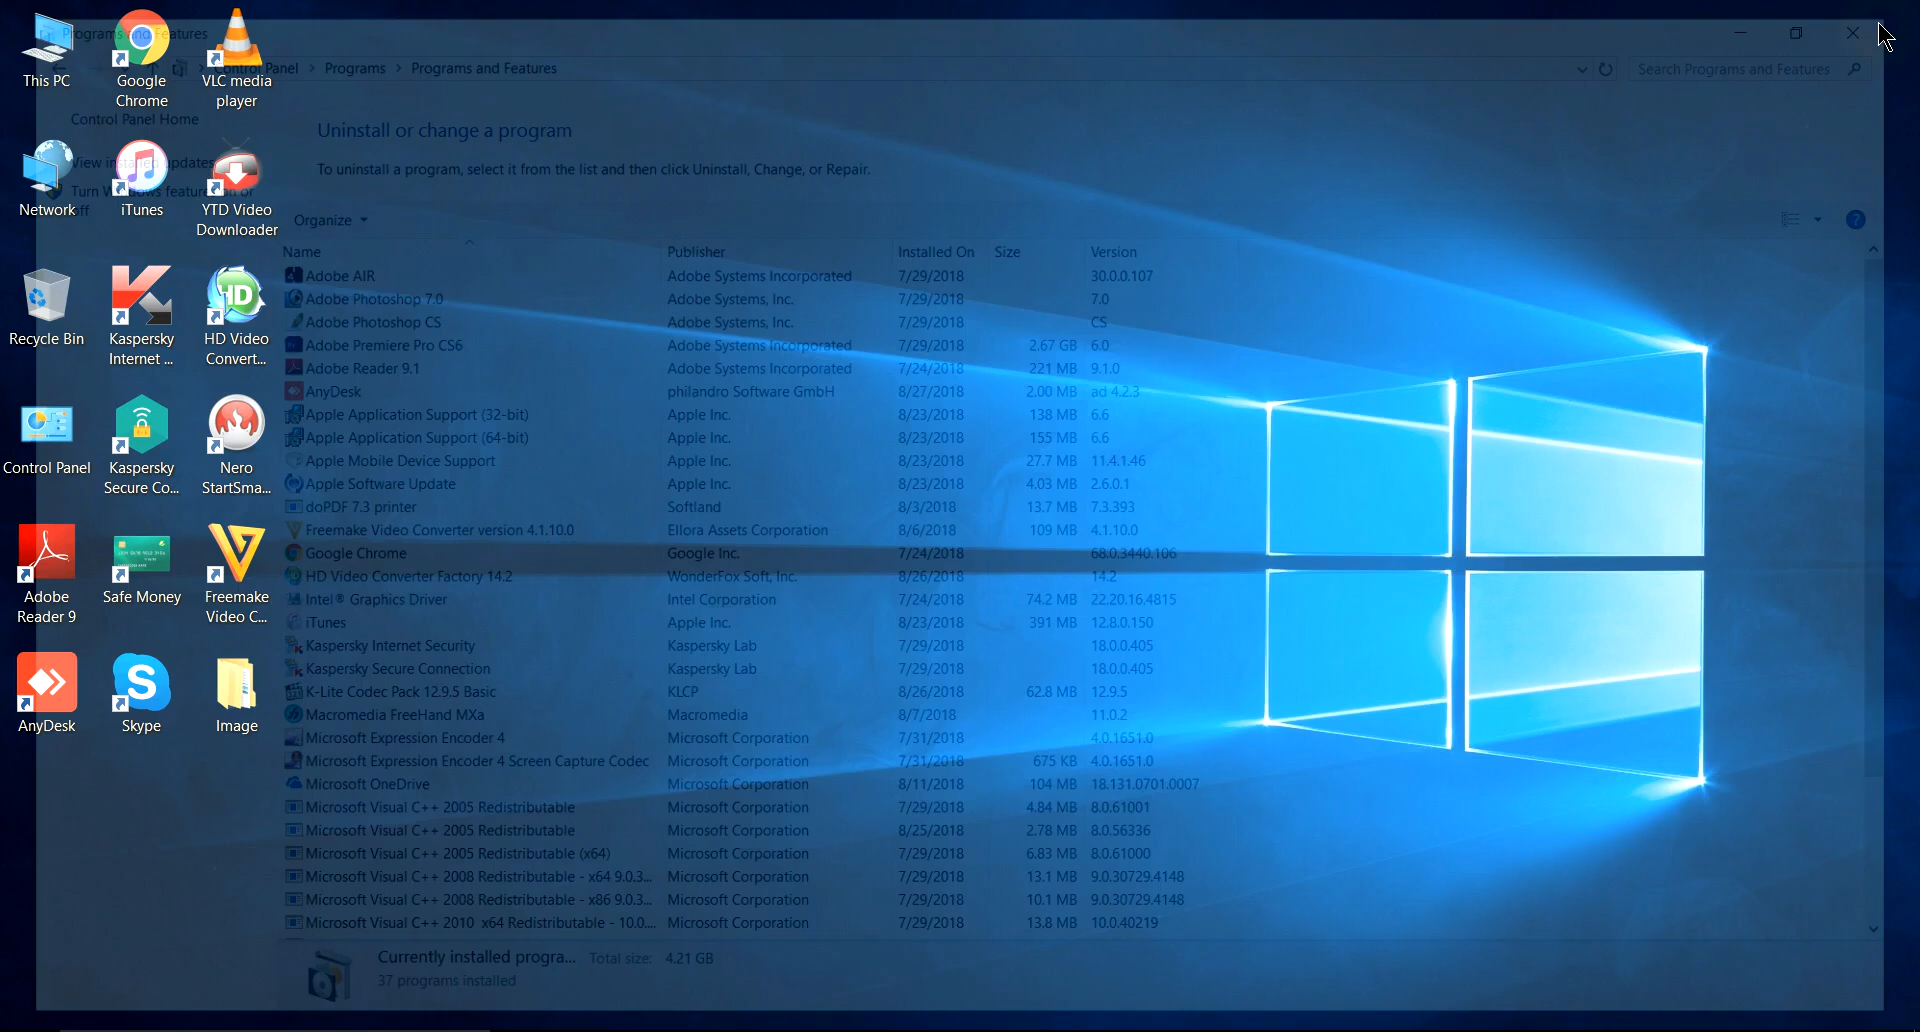 This PC
Google
Chrome
VLC media
player
Network
iTunes
YTD Video
Downloader
Recycle Bin
Kaspersky
Internet ...
HD Video
Convert...
Control Panel
Kaspersky
Secure Co...
Nero
StartSma...
Adobe
Reader 9
Safe Money
Freemake
Video C...
AnyDesk
Skype
Image
Programs and Features
Control Panel > Programs > Programs and Features
Search Programs and Features
Control Panel Home
View installed updates
Turn Windows features on or
off
Uninstall or change a program
To uninstall a program, select it from the list and then click Uninstall, Change, or Repair.
Organize
Name Publisher Installed On Size Version
Adobe AIR Adobe Systems Incorporated 7/29/2018 30.0.0.107
Adobe Photoshop 7.0 Adobe Systems, Inc. 7/29/2018 7.0
Adobe Photoshop CS Adobe Systems, Inc. 7/29/2018 CS
Adobe Premiere Pro CS6 Adobe Systems Incorporated 7/29/2018 2.67 GB 6.0
Adobe Reader 9.1 Adobe Systems Incorporated 7/24/2018 221 MB 9.1.0
AnyDesk philandro Software GmbH 8/27/2018 2.00 MB ad 4.2.3
Apple Application Support (32-bit) Apple Inc. 8/23/2018 138 MB 6.6
Apple Application Support (64-bit) Apple Inc. 8/23/2018 155 MB 6.6
Apple Mobile Device Support Apple Inc. 8/23/2018 27.7 MB 11.4.1.46
Apple Software Update Apple Inc. 8/23/2018 4.03 MB 2.6.0.1
doPDF 7.3 printer Softland 8/3/2018 13.7 MB 7.3.393
Freemake Video Converter version 4.1.10.0 Ellora Assets Corporation 8/6/2018 109 MB 4.1.10.0
Google Chrome Google Inc. 7/24/2018 68.0.3440.106
HD Video Converter Factory 14.2 WonderFox Soft, Inc. 8/26/2018 14.2
Intel® Graphics Driver Intel Corporation 7/24/2018 74.2 MB 22.20.16.4815
iTunes Apple Inc. 8/23/2018 391 MB 12.8.0.150
Kaspersky Internet Security Kaspersky Lab 7/29/2018 18.0.0.405
Kaspersky Secure Connection Kaspersky Lab 7/29/2018 18.0.0.405
K-Lite Codec Pack 12.9.5 Basic KLCP 8/26/2018 62.8 MB 12.9.5
Macromedia FreeHand MXa Macromedia 8/7/2018 11.0.2
Microsoft Expression Encoder 4 Microsoft Corporation 7/31/2018 4.0.1651.0
Microsoft Expression Encoder 4 Screen Capture Codec Microsoft Corporation 7/31/2018 675 KB 4.0.1651.0
Microsoft OneDrive Microsoft Corporation 8/11/2018 104 MB 18.131.0701.0007
Microsoft Visual C++ 2005 Redistributable Microsoft Corporation 7/29/2018 4.84 MB 8.0.61001
Microsoft Visual C++ 2005 Redistributable Microsoft Corporation 8/25/2018 2.78 MB 8.0.56336
Microsoft Visual C++ 2005 Redistributable (x64) Microsoft Corporation 7/29/2018 6.83 MB 8.0.61000
Microsoft Visual C++ 2008 Redistributable - x64 9.0.3... Microsoft Corporation 7/29/2018 13.1 MB 9.0.30729.4148
Microsoft Visual C++ 2008 Redistributable - x86 9.0.3... Microsoft Corporation 7/29/2018 10.1 MB 9.0.30729.4148
Microsoft Visual C++ 2010 x64 Redistributable - 10.0.... Microsoft Corporation 7/29/2018 13.8 MB 10.0.40219
Currently installed progra... Total size: 4.21 GB
37 programs installed